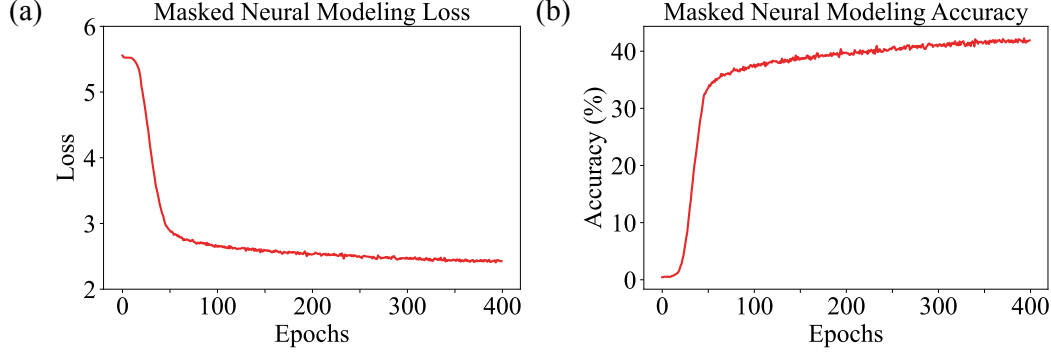 (a)
Masked Neural Modeling Loss
6
5
4
3
2
Loss
0
100
200
300
400
Epochs
(b)
Masked Neural Modeling Accuracy
40
30
20
10
0
Accuracy (%)
0
100
200
300
400
Epochs